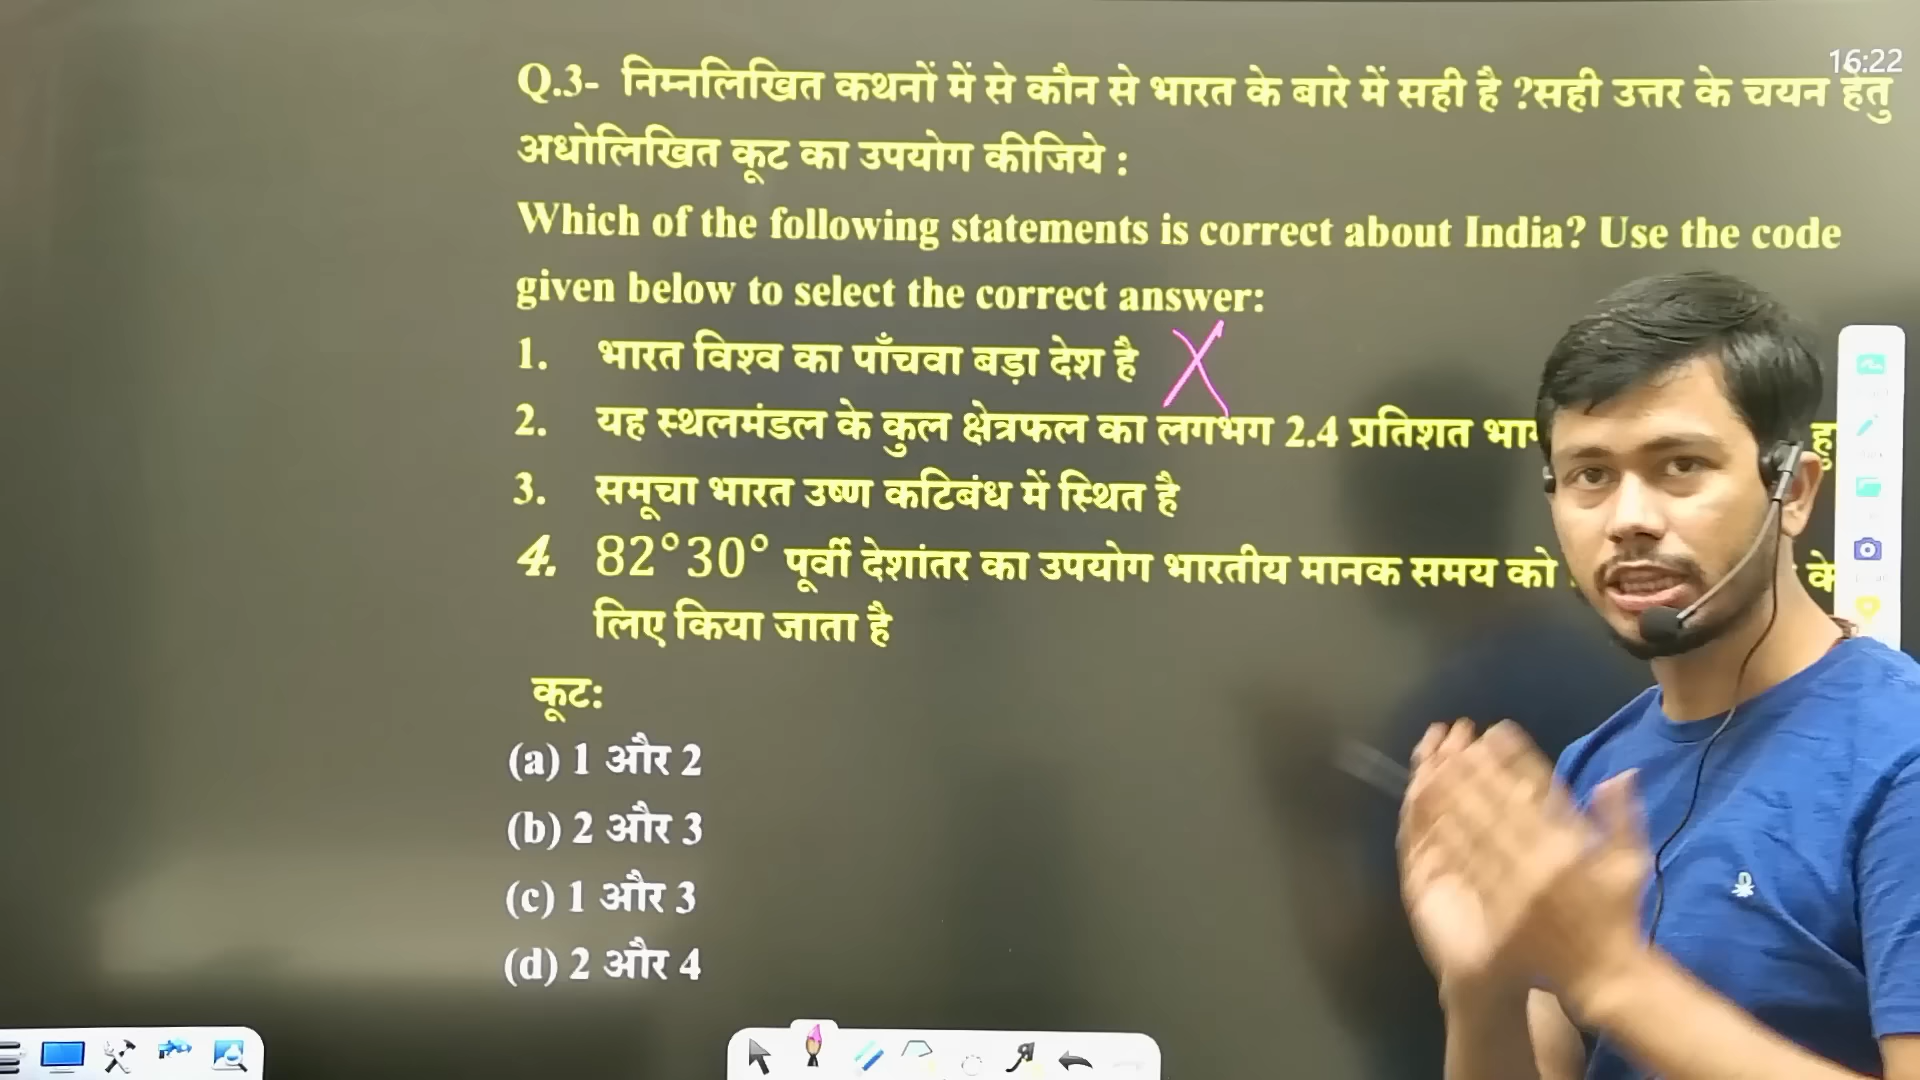 16:22
Q.3- निम्नलिखित कथनों में से कौन से भारत के बारे में सही है ?सही उत्तर के चयन हेतु
अधोलिखित कूट का उपयोग कीजिये :
Which of the following statements is correct about India? Use the code
given below to select the correct answer:
1. भारत विश्व का पाँचवा बड़ा देश है
2. यह स्थलमंडल के कुल क्षेत्रफल का लगभग 2.4 प्रतिशत
3. समूचा भारत उष्ण कटिबंध में स्थित है
4. 82°30° पूर्वी देशांतर का उपयोग भारतीय मानक समय को के
लिए किया जाता है
कूट:
(a) 1 और 2
(b) 2 और 3
(c) 1 और 3
(d) 2 और 4